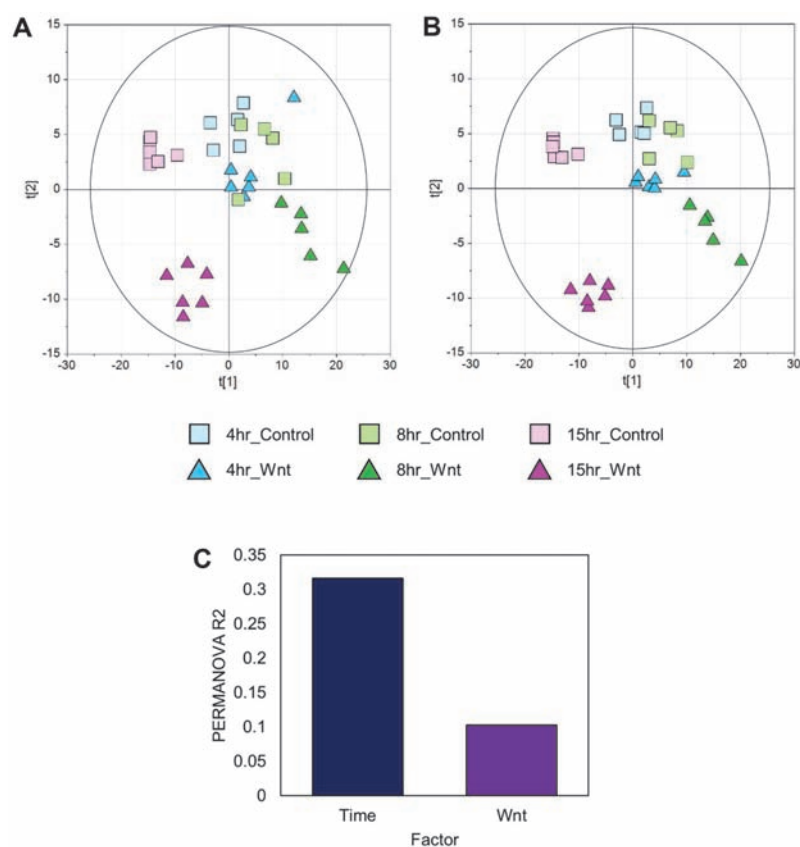 A
B
15
10
5
0
-5
-10
-15
t[2]
-30 -20 -10 0 10 20 30
t[1]
15
10
5
0
-5
-10
-15
t[2]
-30 -20 -10 0 10 20 30
t[1]
4hr_Control 8hr_Control 15hr_Control
4hr_Wnt 8hr_Wnt 15hr_Wnt
C
0.35
0.3
0.25
0.2
0.15
0.1
0.05
0
PERMANOVA R2
Time Wnt
Factor